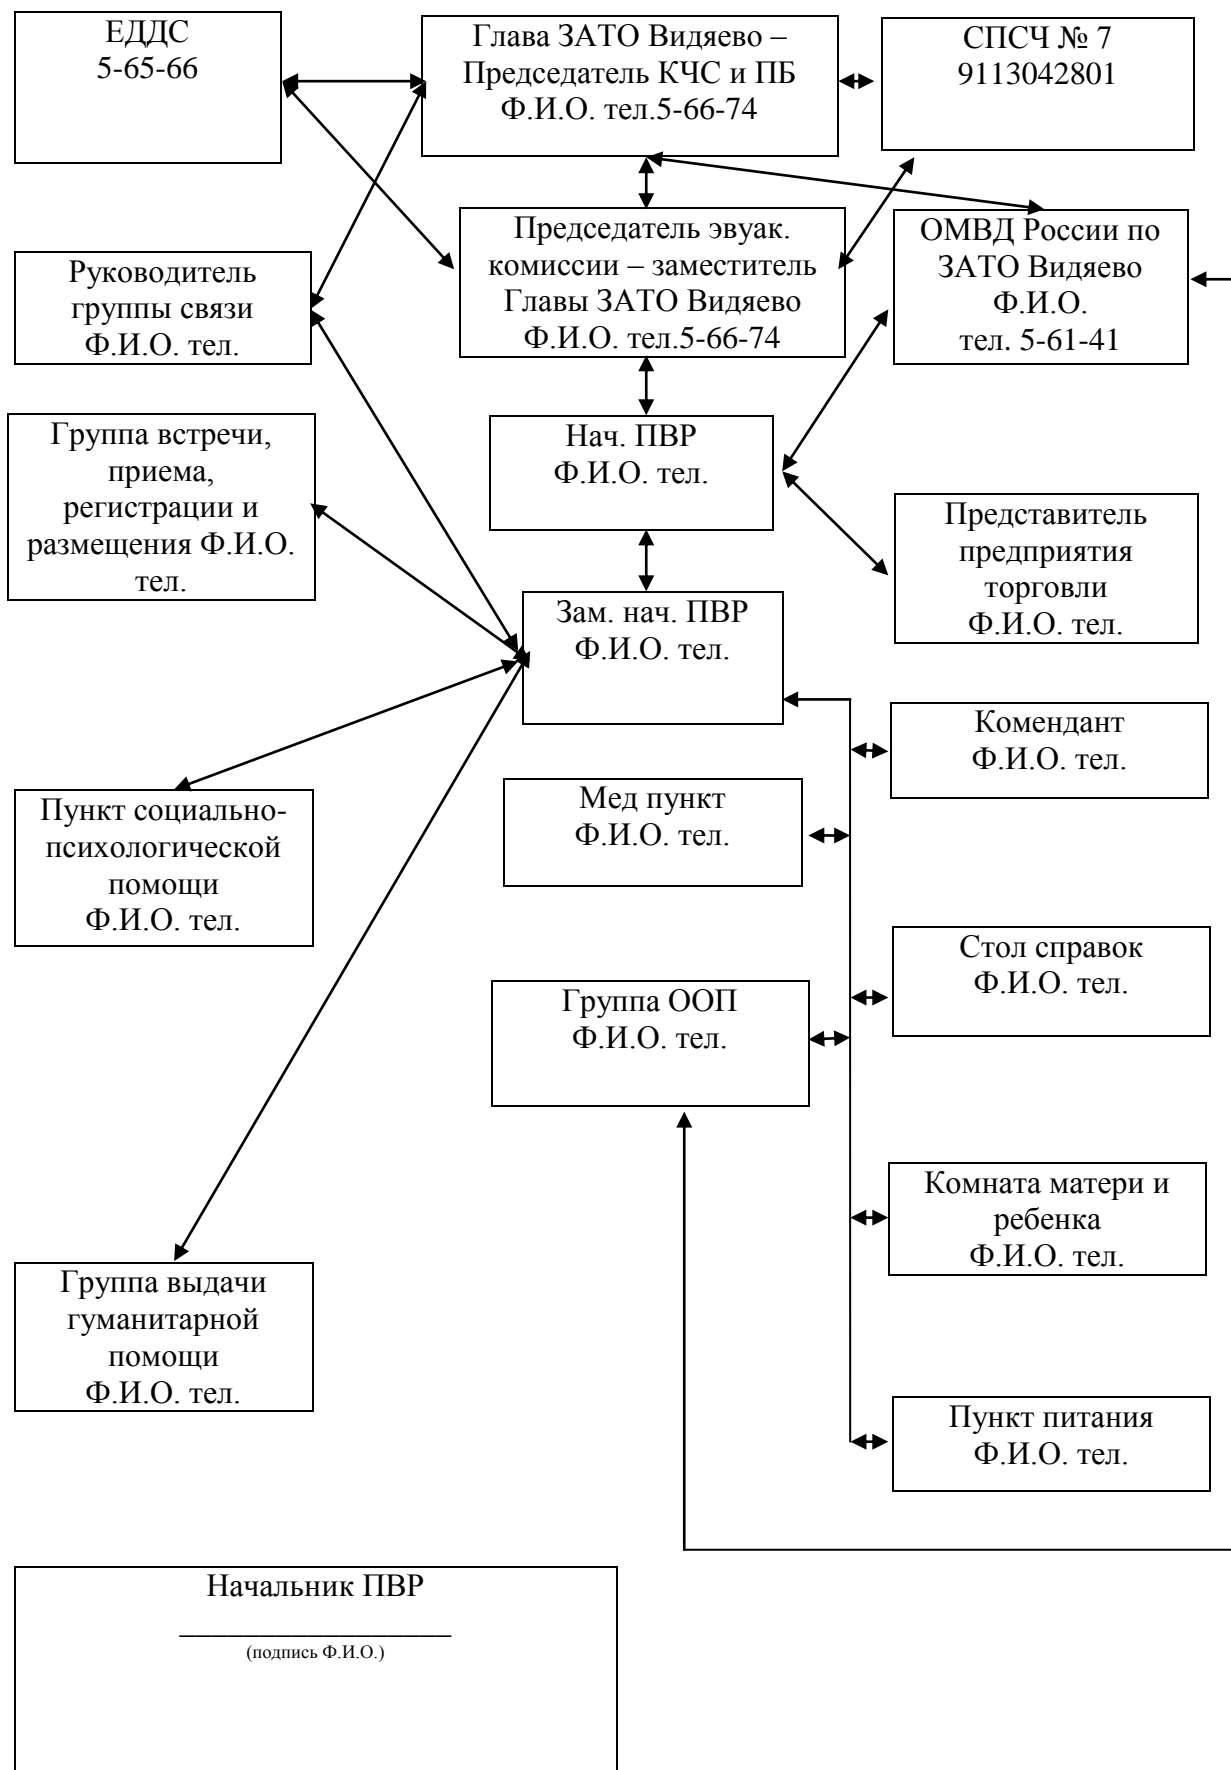 ЕДДС
5-65-66
Глава ЗАТО Видяево –
Председатель КЧС и ПБ
Ф.И.О. тел.5-66-74
СПСЧ № 7
9113042801
Председатель эвуак.
комиссии – заместитель
Главы ЗАТО Видяево
Ф.И.О. тел.5-66-74
ОМВД России по
ЗАТО Видяево
Ф.И.О.
тел. 5-61-41
Руководитель
группы связи
Ф.И.О. тел.
Группа встречи,
приема,
регистрации и
размещения Ф.И.О.
тел.
Нач. ПВР
Ф.И.О. тел.
Представитель
предприятия
торговли
Ф.И.О. тел.
Зам. нач. ПВР
Ф.И.О. тел.
Комендант
Ф.И.О. тел.
Мед пункт
Ф.И.О. тел.
Пункт социально-
психологической
помощи
Ф.И.О. тел.
Стол справок
Ф.И.О. тел.
Группа ООП
Ф.И.О. тел.
Комната матери и
ребенка
Ф.И.О. тел.
Группа выдачи
гуманитарной
помощи
Ф.И.О. тел.
Пункт питания
Ф.И.О. тел.
Начальник ПВР
_________________
(подпись Ф.И.О.)